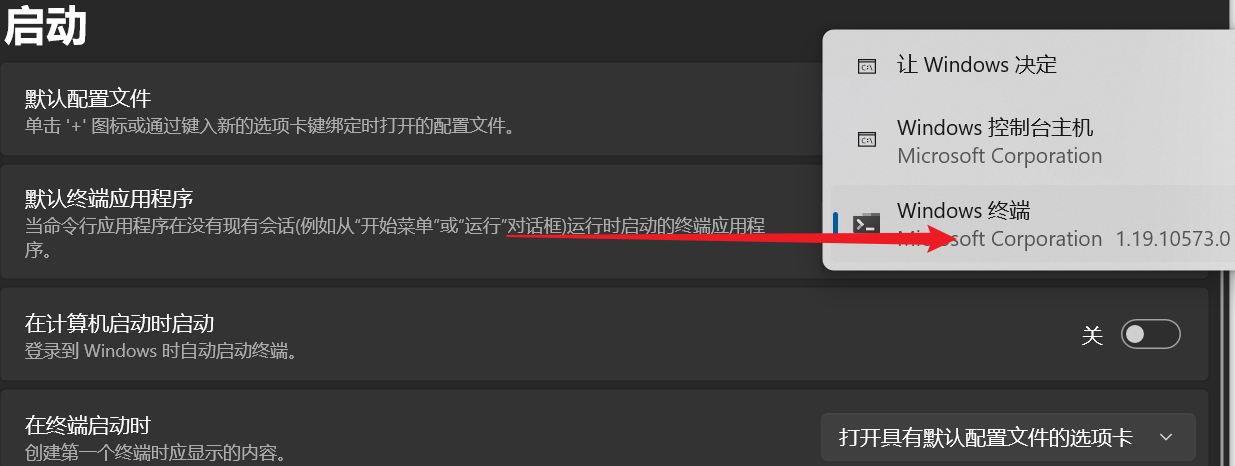 启动
默认配置文件
单击 '+' 图标或通过键入新的选项卡键绑定时打开的配置文件。
默认终端应用程序
当命令行应用程序在没有现有会话(例如从“开始菜单”或“运行”对话框)运行时启动的终端应用程
序。
让 Windows 决定
Windows 控制台主机
Microsoft Corporation
Windows 终端
Microsoft Corporation 1.19.10573.0
在计算机启动时启动
登录到 Windows 时自动启动终端。
关
在终端启动时
创建第一个终端时应显示的内容。
打开具有默认配置文件的选项卡